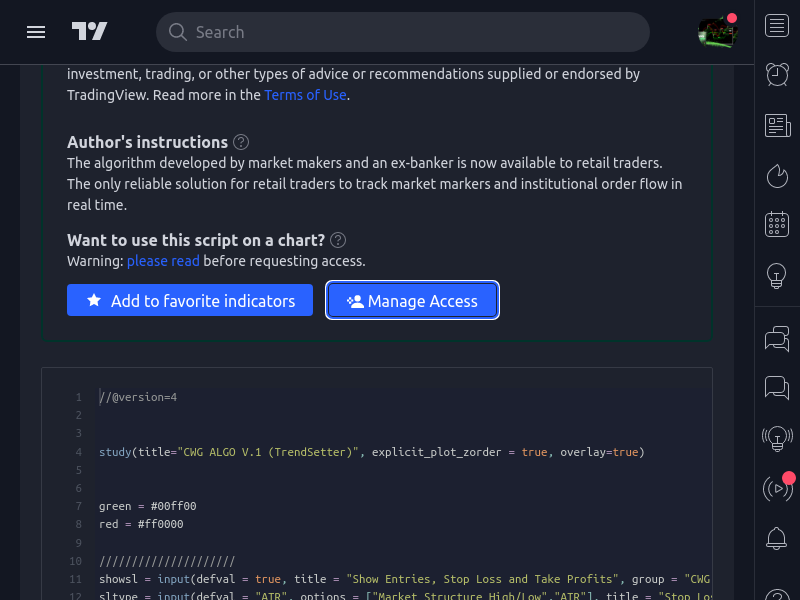 Search
investment, trading, or other types of advice or recommendations supplied or endorsed by
TradingView. Read more in the Terms of Use.
Author's instructions
The algorithm developed by market makers and an ex-banker is now available to retail traders.
The only reliable solution for retail traders to track market markers and institutional order flow in
real time.
Want to use this script on a chart?
Warning: please read before requesting access.
Add to favorite indicators
Manage Access
1 //@version=4
2
3
4 study(title="CWG ALGO V.1 (TrendSetter)", explicit_plot_zorder = true, overlay=true)
5
6
7 green = #00ff00
8 red = #ff0000
9
10 /////////////////////
11 showsl = input(defval = true, title = "Show Entries, Stop Loss and Take Profits", group = "CWG
12 sltype = input(defval = "ATR", options = ["Market Structure High/Low","ATR"], title = "Stop Lo